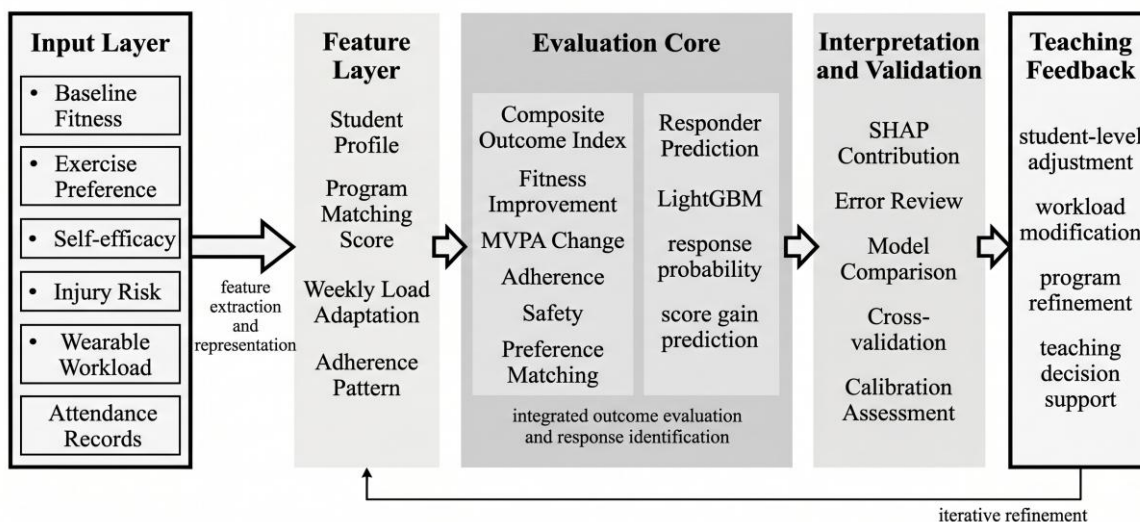 Input Layer
• Baseline
Fitness
• Exercise
Preference
• Self-efficacy
• Injury Risk
• Wearable
Workload
Attendance
Records
feature
extraction
and
representation
Feature
Layer
Student
Profile
Program
Matching
Score
Weekly Load
Adaptation
Adherence
Pattern
Evaluation Core
Composite
Outcome Index
Fitness
Improvement
MVPA Change
Adherence
Safety
Preference
Matching
Responder
Prediction
LightGBM
response
probability
score gain
prediction
integrated outcome evaluation
and response identification
Interpretation
and Validation
SHAP
Contribution
Error Review
Model
Comparison
Cross-
validation
Calibration
Assessment
Teaching
Feedback
student-level
adjustment
workload
modification
program
refinement
teaching
decision
support
iterative refinement